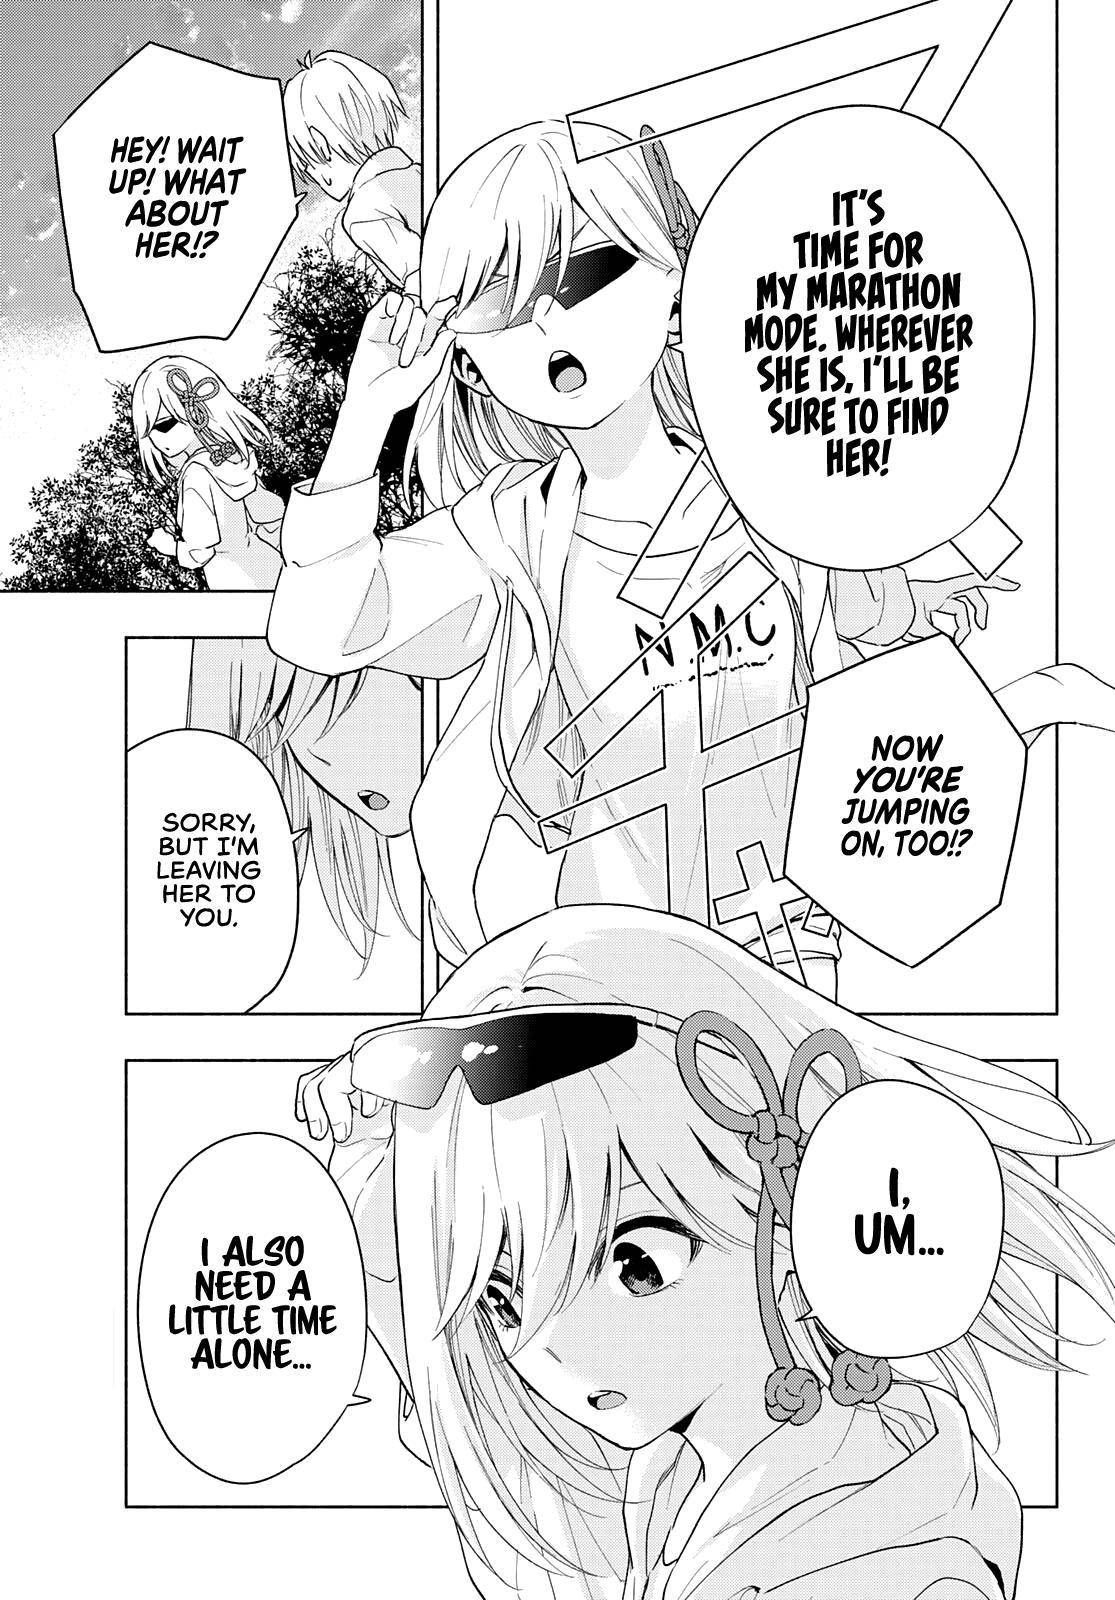 IT'S
TIME FOR
MY MARATHON
MODE. WHEREVER
SHE IS, I'LL BE
SURE TO FIND
HER!
N.M.C
NOW
YOU'RE
JUMPING
ON, TOO!?
HEY! WAIT
UP! WHAT
ABOUT
HER!?
SORRY,
BUT I'M
LEAVING
HER TO
YOU.
I,
UM...
I ALSO
NEED A
LITTLE TIME
ALONE...